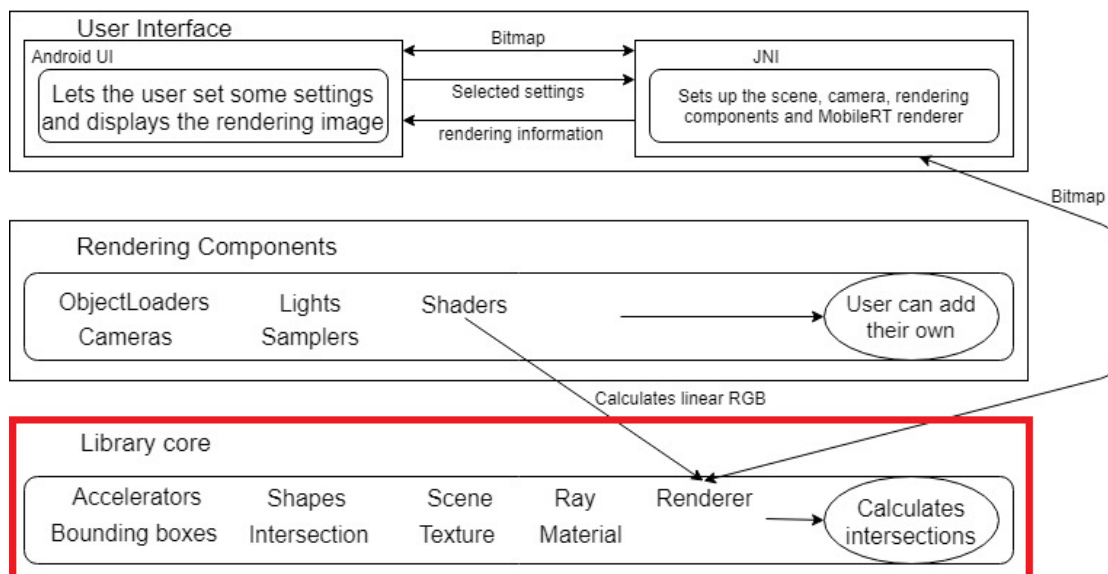 User Interface
Android UI
Lets the user set some settings
and displays the rendering image
Bitmap
Selected settings
rendering information
JNI
Sets up the scene, camera, rendering
components and MobileRT renderer
Bitmap
Rendering Components
ObjectLoaders
Lights
Shaders
Cameras
Samplers
User can add
their own
Calculates linear RGB
Library core
Accelerators
Shapes
Scene
Ray
Renderer
Bounding boxes
Intersection
Texture
Material
Calculates
intersections